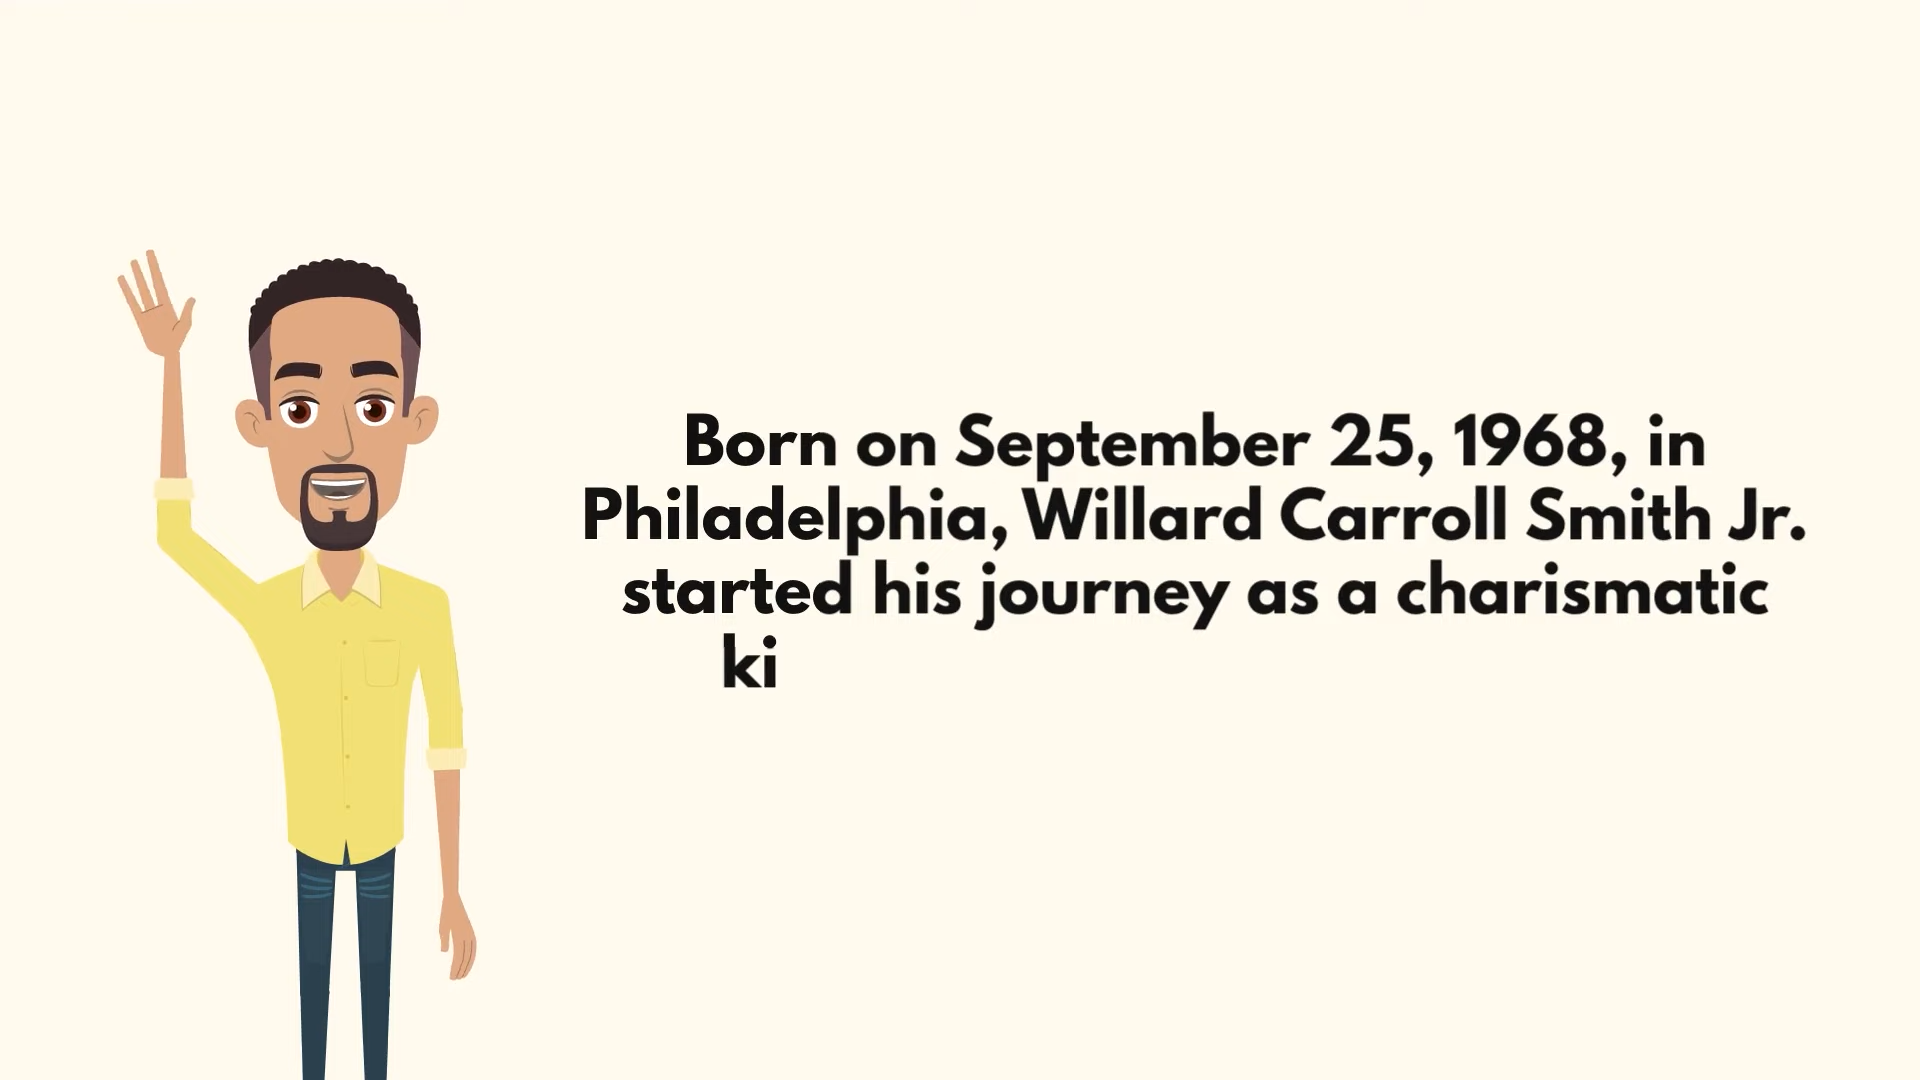 Born on September 25, 1968, in
Philadelphia, Willard Carroll Smith Jr.
started his journey as a charismatic
ki